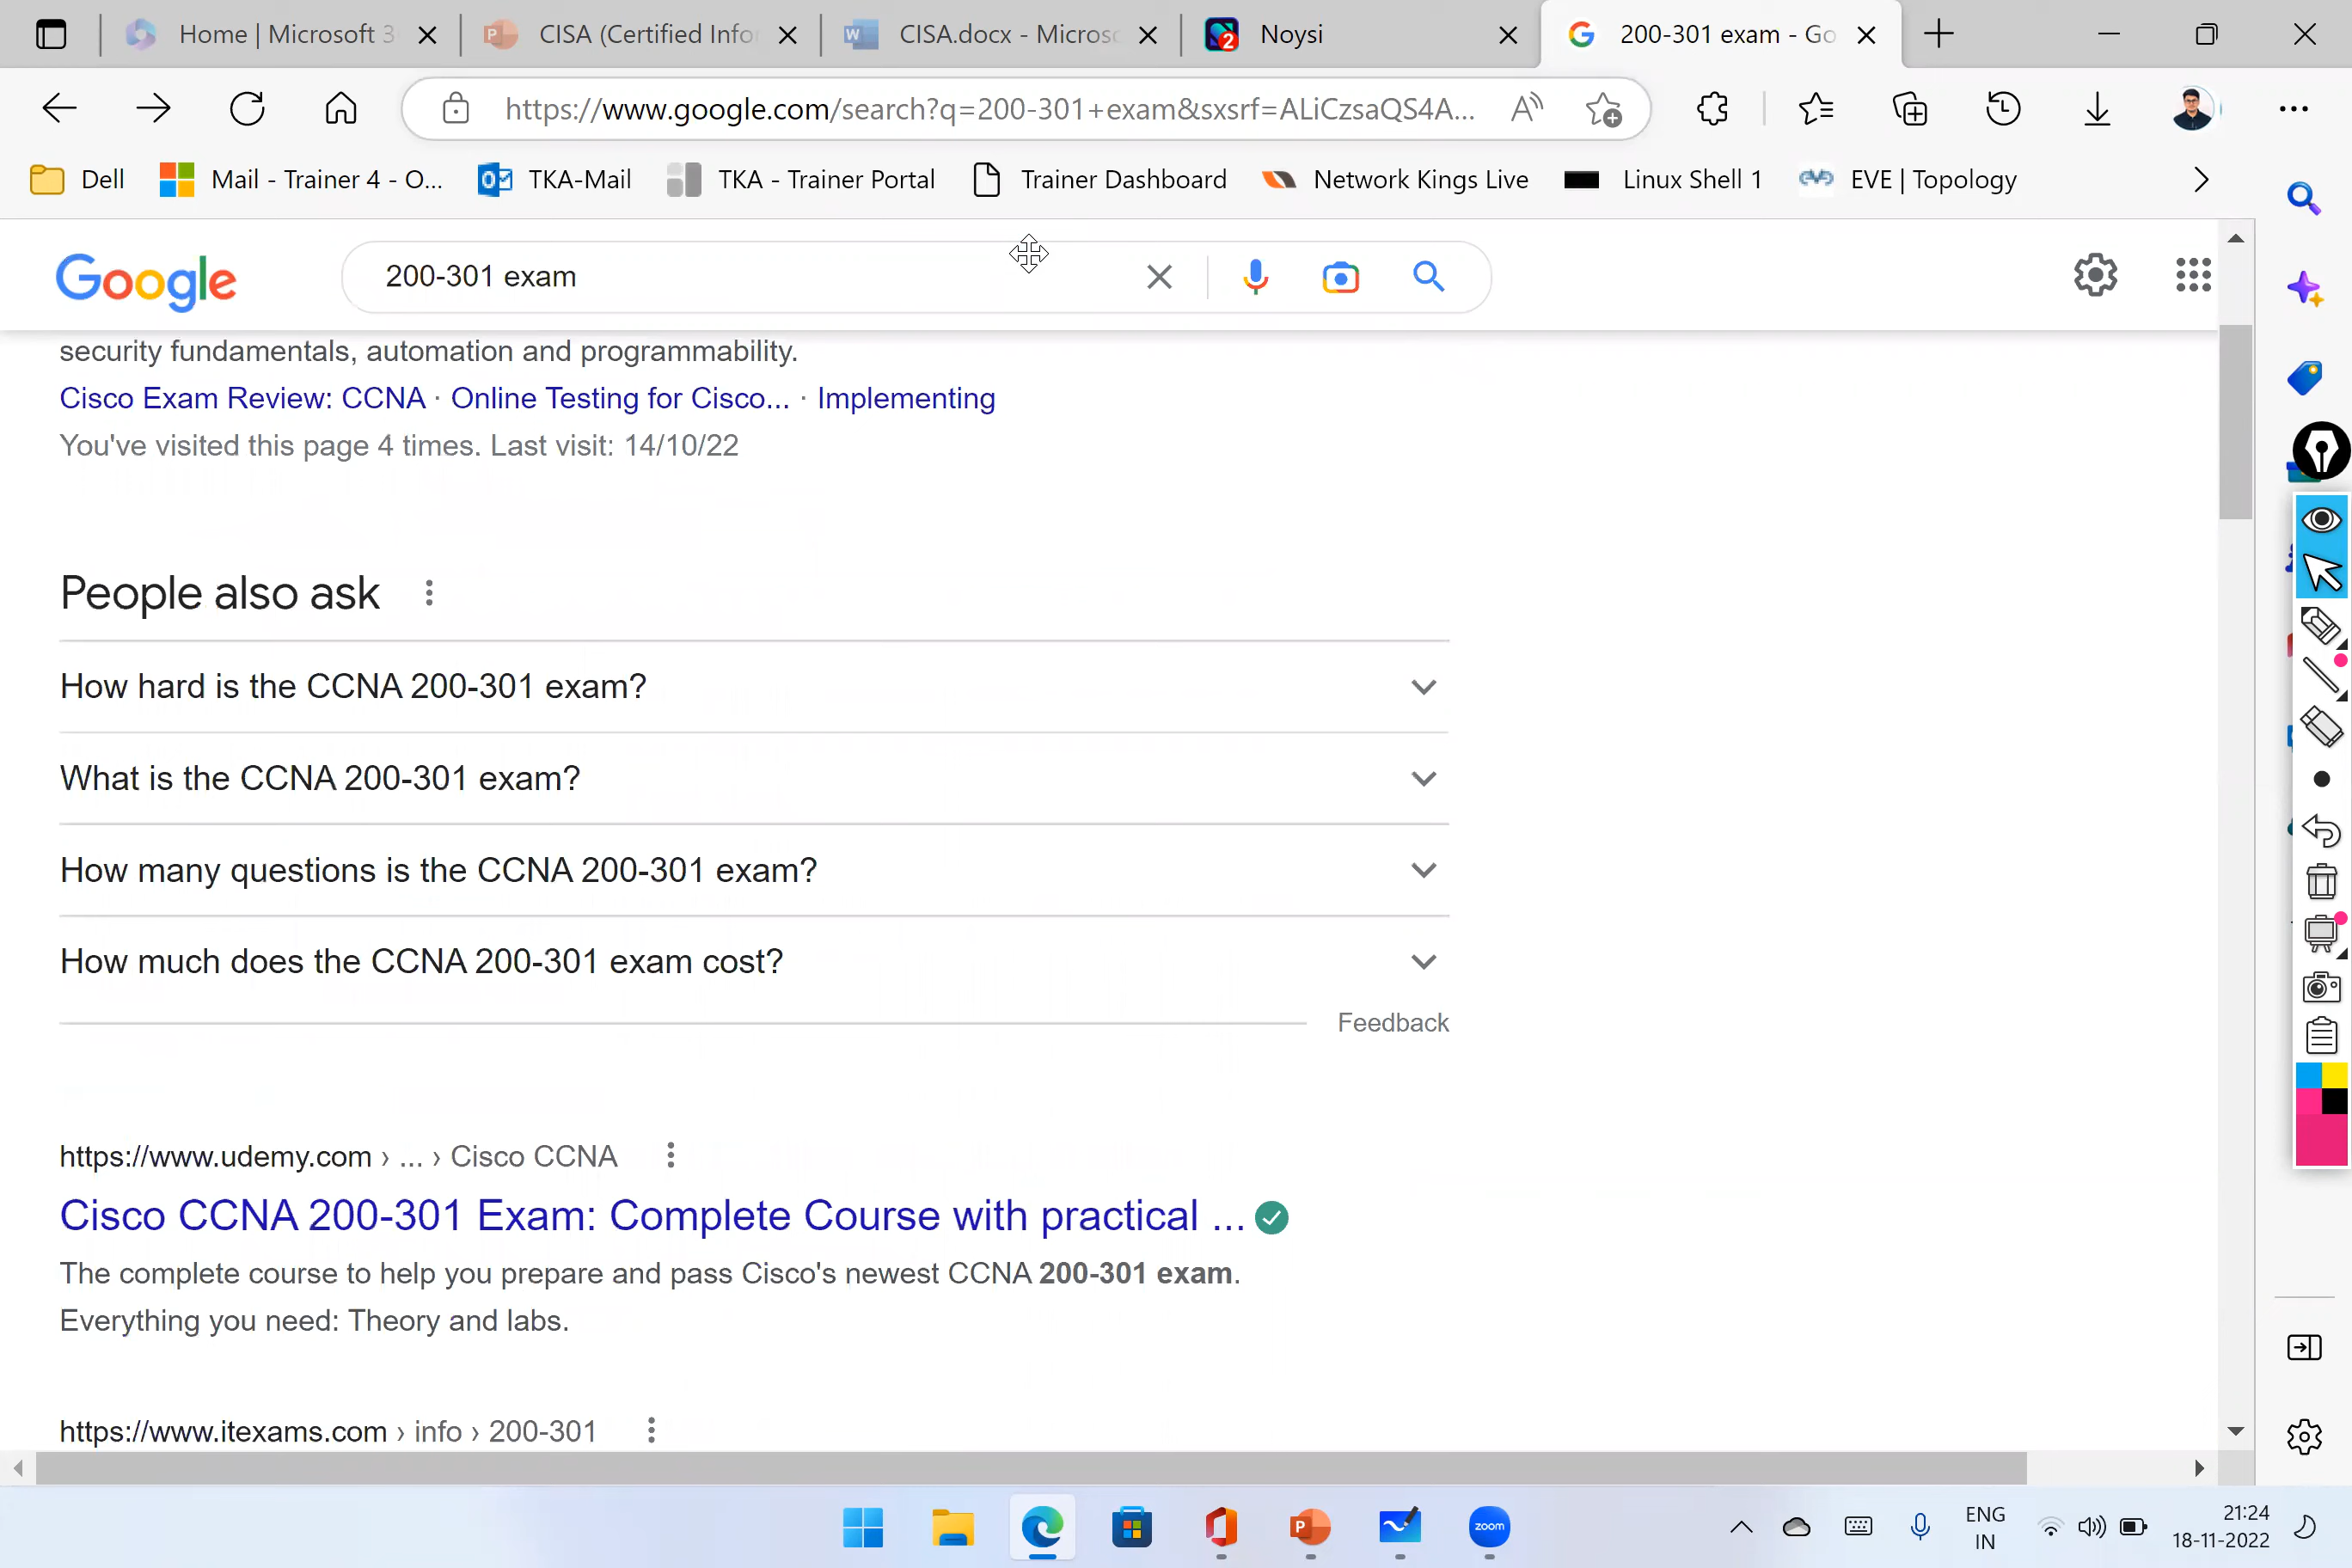 Home | Microsoft 3
CISA (Certified Info
CISA.docx - Microso
2
Noysi
200-301 exam - Go
https://www.google.com/search?q=200-301+exam&sxsrf=ALiCzsaQS4A...
Dell
Mail - Trainer 4 - O...
TKA-Mail
TKA - Trainer Portal
Trainer Dashboard
Network Kings Live
Linux Shell 1
EVE | Topology
Google
200-301 exam
security fundamentals, automation and programmability.
Cisco Exam Review: CCNA · Online Testing for Cisco... · Implementing
You've visited this page 4 times. Last visit: 14/10/22
People also ask
How hard is the CCNA 200-301 exam?
What is the CCNA 200-301 exam?
How many questions is the CCNA 200-301 exam?
How much does the CCNA 200-301 exam cost?
Feedback
https://www.udemy.com › ... › Cisco CCNA
Cisco CCNA 200-301 Exam: Complete Course with practical ...
The complete course to help you prepare and pass Cisco's newest CCNA 200-301 exam.
Everything you need: Theory and labs.
https://www.itexams.com › info › 200-301
zoom
ENG
IN
21:24
18-11-2022